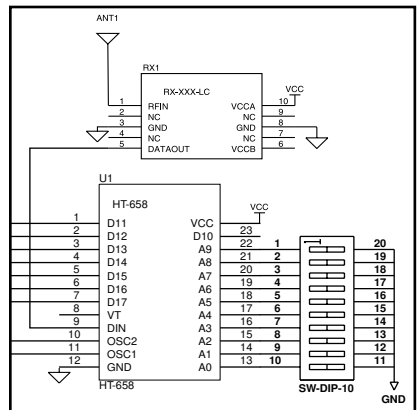 ANT1
RX1
RX-XXX-LC
VCC
1 RFIN VCCA 10
2 NC NC 9
3 GND GND 8
4 NC NC 7
5 DATAOUT VCCB 6
U1
HT-658
VCC
1 D11 VCC
2 D12 D10 23
3 D13 A9 22 1 20
4 D14 A8 21 2 19
5 D15 A7 20 3 18
6 D16 A6 19 4 17
7 D17 A5 18 5 16
8 VT A4 17 6 15
9 DIN A3 16 7 14
10 OSC2 A2 15 8 13
11 OSC1 A1 14 9 12
12 GND A0 13 10 11
HT-658
SW-DIP-10
GND